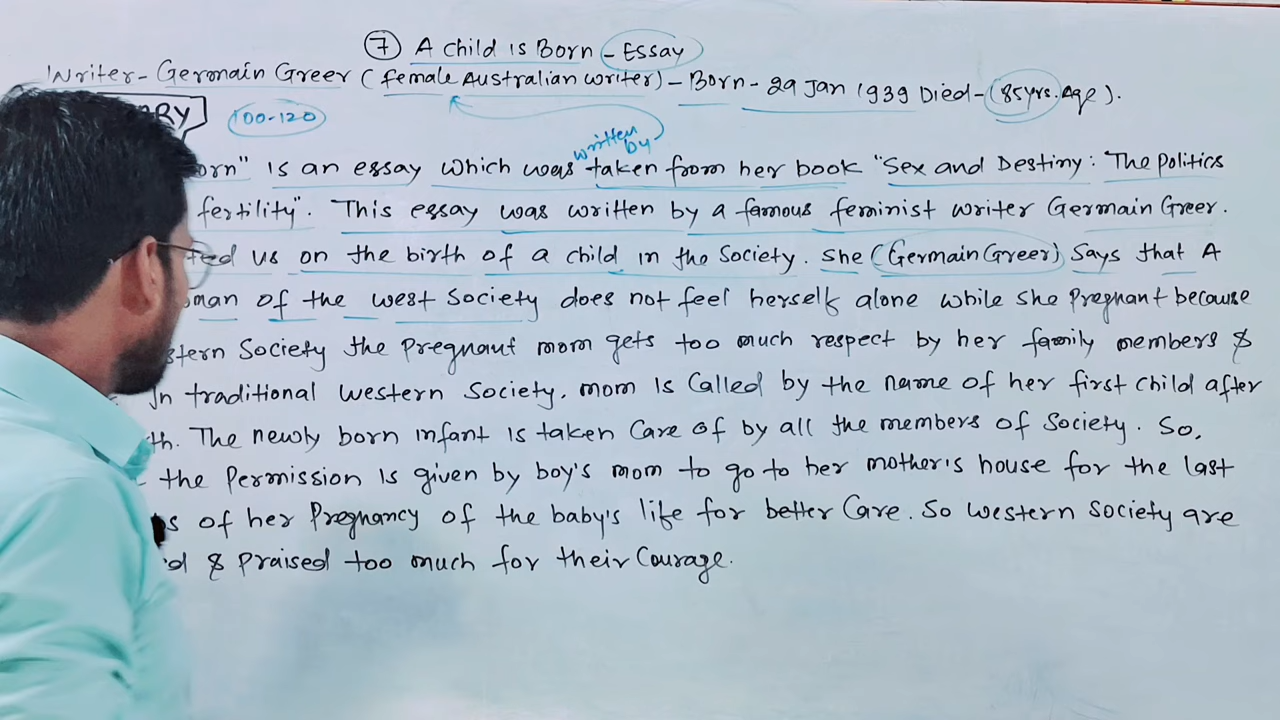 7 A Child is Born - Essay
Writer - Germain Greer ( female Australian writer ) - Born - 29 Jan 1939 Died - ( 85 yrs. Age ).
RY 100-120
written by
orn" is an essay which was taken from her book "Sex and Destiny : The Politics
fertility". This essay was written by a famous feminist writer Germain Greer.
ted us on the birth of a child in the Society. She ( Germain Greer ) Says that A
man of the west Society does not feel herself alone while she Pregnant because
stern Society the Pregnant mom gets too much respect by her family members &
In traditional western Society, mom is Called by the name of her first Child after
th. The newly born infant is taken Care of by all the members of Society. So,
the Permission is given by boy's mom to go to her mother's house for the last
s of her Pregnancy of the baby's life for better Care. So western Society are
d & Praised too much for their Courage.